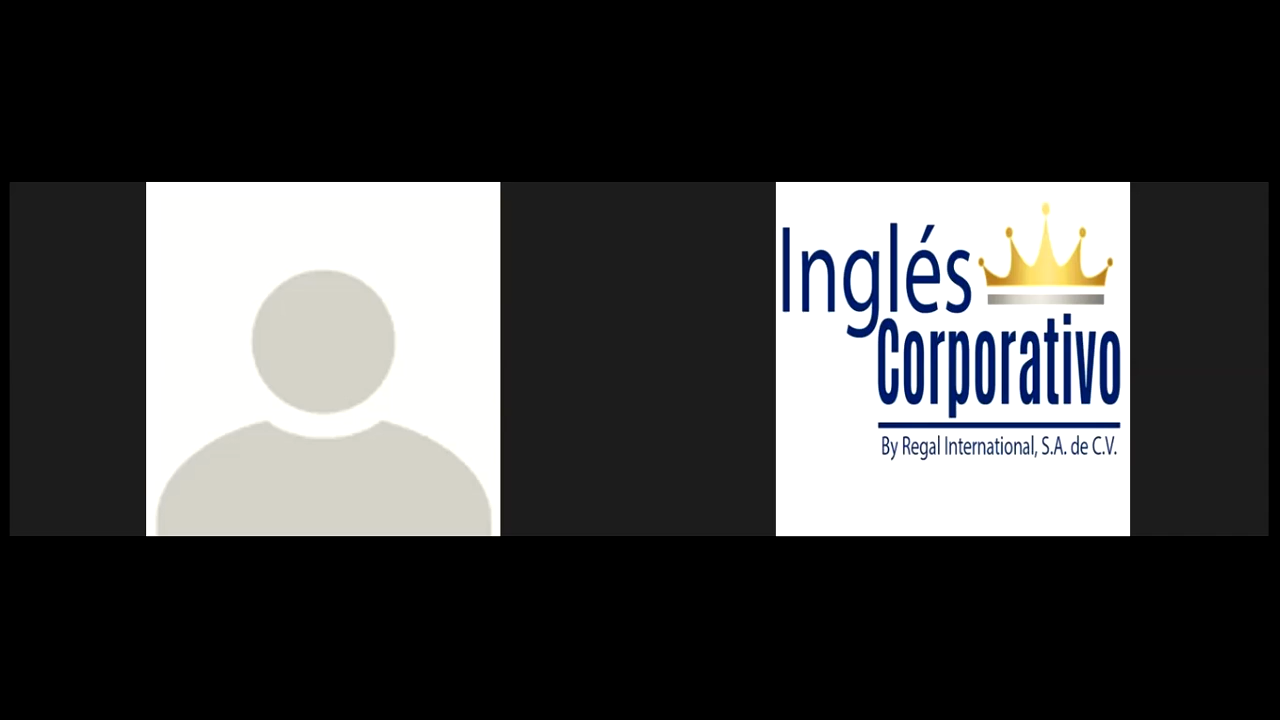 Inglés
Corporativo
By Regal International, S.A. de C.V.